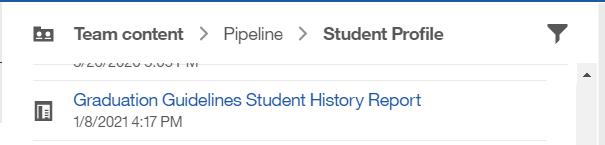 Team content > Pipeline > Student Profile
Graduation Guidelines Student History Report
1/8/2021 4:17 PM